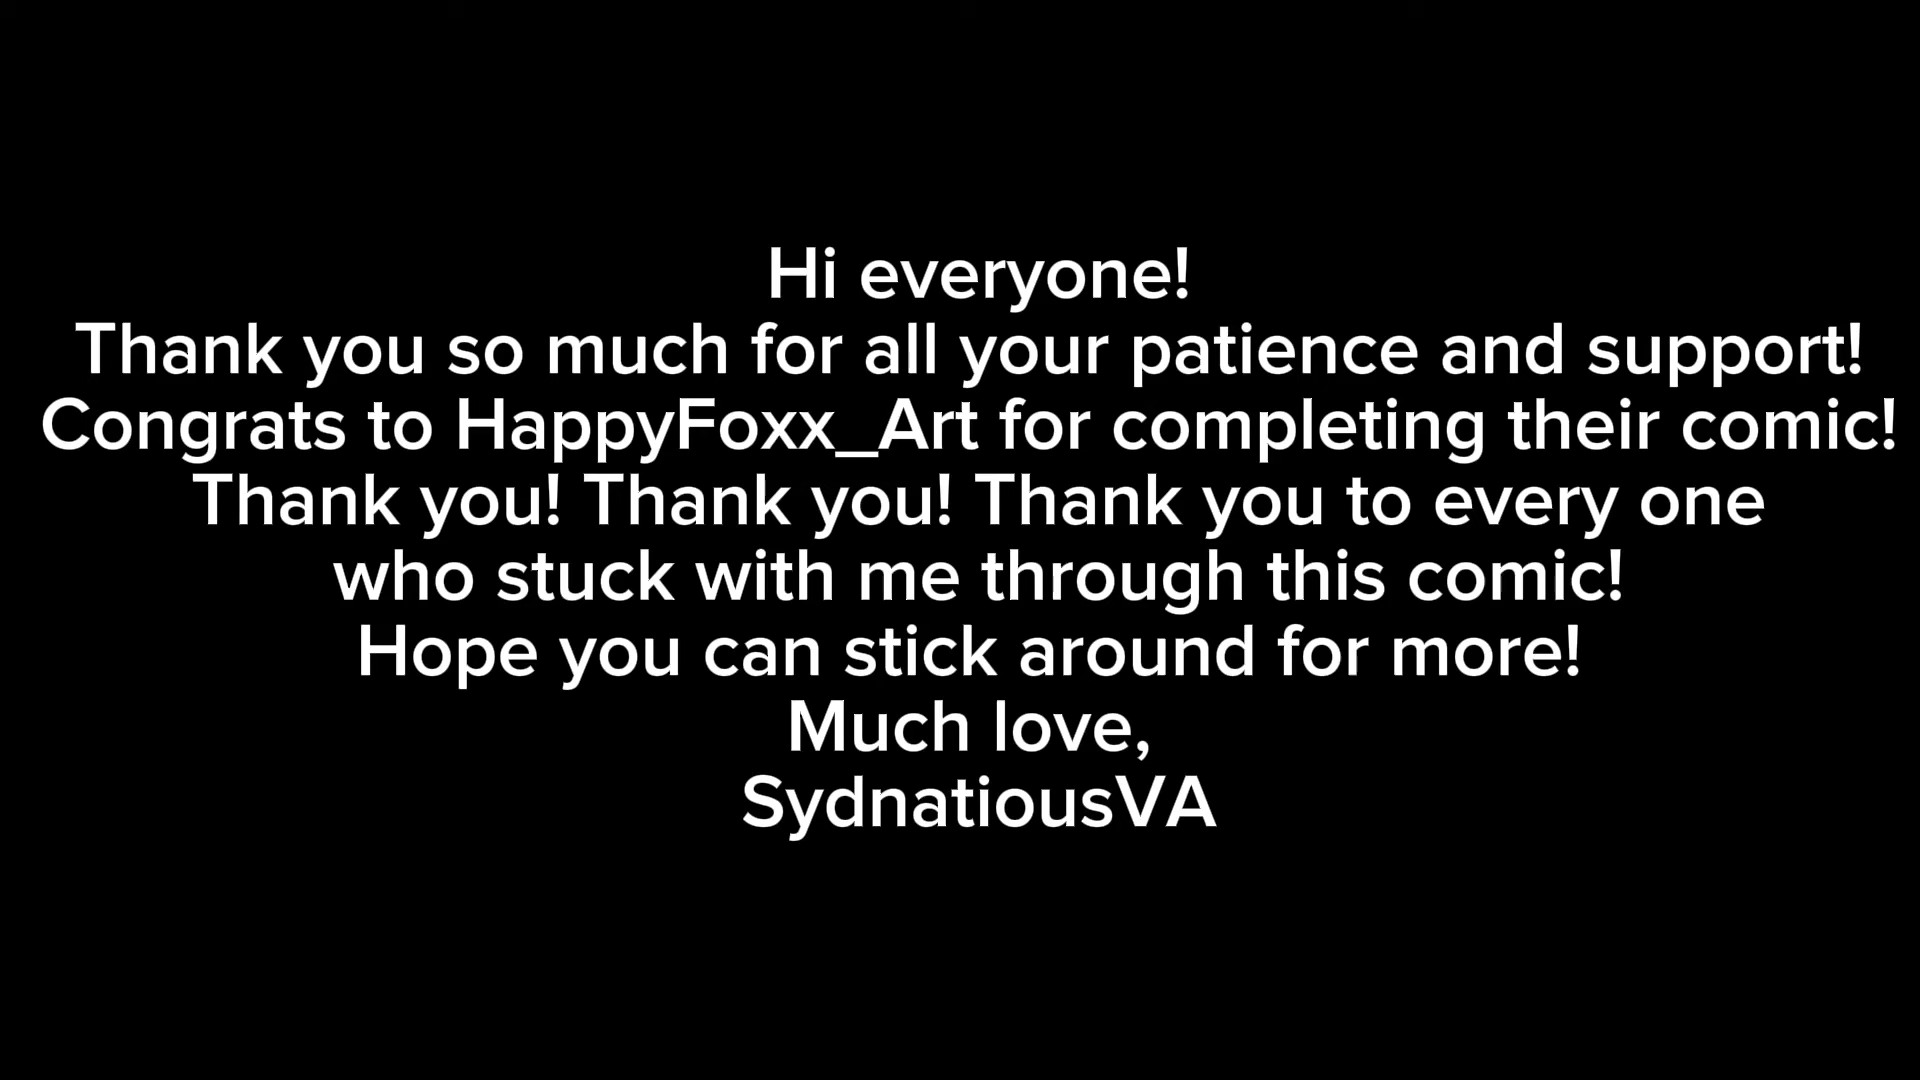 Hi everyone!
Thank you so much for all your patience and support!
Congrats to HappyFoxx_Art for completing their comic!
Thank you! Thank you! Thank you to every one
who stuck with me through this comic!
Hope you can stick around for more!
Much love,
SydnatiousVA